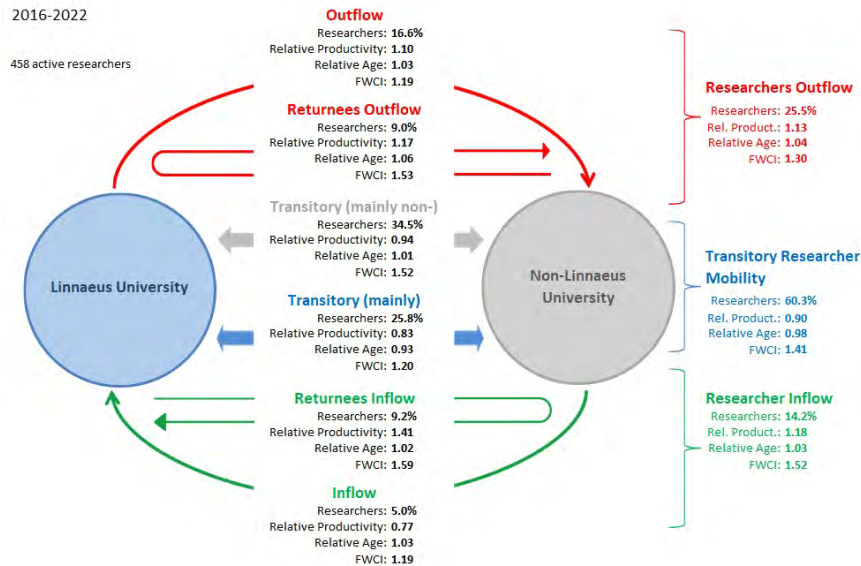 2016-2022
458 active researchers
Outflow
Researchers: 16.6%
Relative Productivity: 1.10
Relative Age: 1.03
FWCI: 1.19
Returnees Outflow
Researchers: 9.0%
Relative Productivity: 1.17
Relative Age: 1.06
FWCI: 1.53
Transitory (mainly non-)
Researchers: 34.5%
Relative Productivity: 0.94
Relative Age: 1.01
FWCI: 1.52
Transitory (mainly)
Researchers: 25.8%
Relative Productivity: 0.83
Relative Age: 0.93
FWCI: 1.20
Returnees Inflow
Researchers: 9.2%
Relative Productivity: 1.41
Relative Age: 1.02
FWCI: 1.59
Inflow
Researchers: 5.0%
Relative Productivity: 0.77
Relative Age: 1.03
FWCI: 1.19
Linnaeus University
Non-Linnaeus
University
Researchers Outflow
Researchers: 25.5%
Rel. Product.: 1.13
Relative Age: 1.04
FWCI: 1.30
Transitory Researcher
Mobility
Researchers: 60.3%
Rel. Product.: 0.90
Relative Age: 0.98
FWCI: 1.41
Researcher Inflow
Researchers: 14.2%
Rel. Product.: 1.18
Relative Age: 1.03
FWCI: 1.52